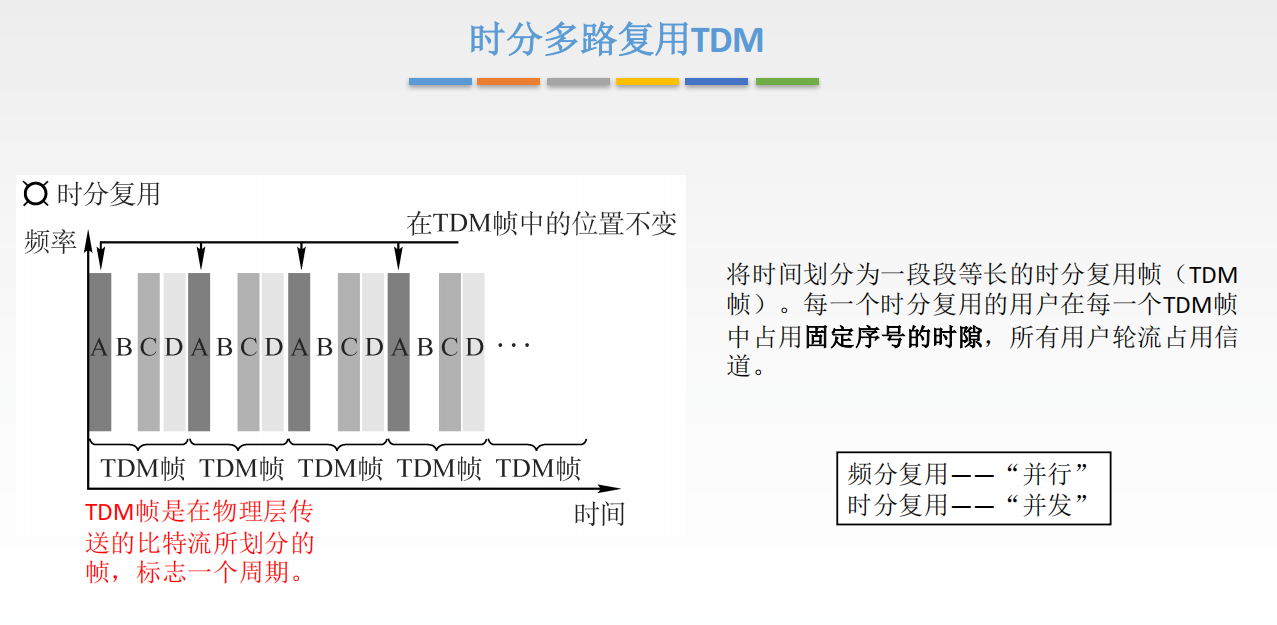 时分多路复用TDM
¤ 时分复用
在TDM帧中的位置不变
频率
A B C D A B C D A B C D A B C D ···
TDM帧 TDM帧 TDM帧 TDM帧 TDM帧
时间
TDM帧是在物理层传
送的比特流所划分的
帧，标志一个周期。
将时间划分为一段段等长的时分复用帧（TDM
帧）。每一个时分复用的用户在每一个TDM帧
中占用固定序号的时隙，所有用户轮流占用信
道。
频分复用——“并行”
时分复用——“并发”